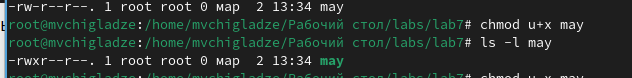 -rw-r--r--. 1 root root 0 мар  2 13:34 may
root@mvchigladze:/home/mvchigladze/Рабочий стол/labs/lab7# chmod u+x may
root@mvchigladze:/home/mvchigladze/Рабочий стол/labs/lab7# ls -l may
-rwxr--r--. 1 root root 0 мар  2 13:34 may
root@mvchigladze:/home/mvchigladze/Рабочий стол/labs/lab7# chmod u-x may